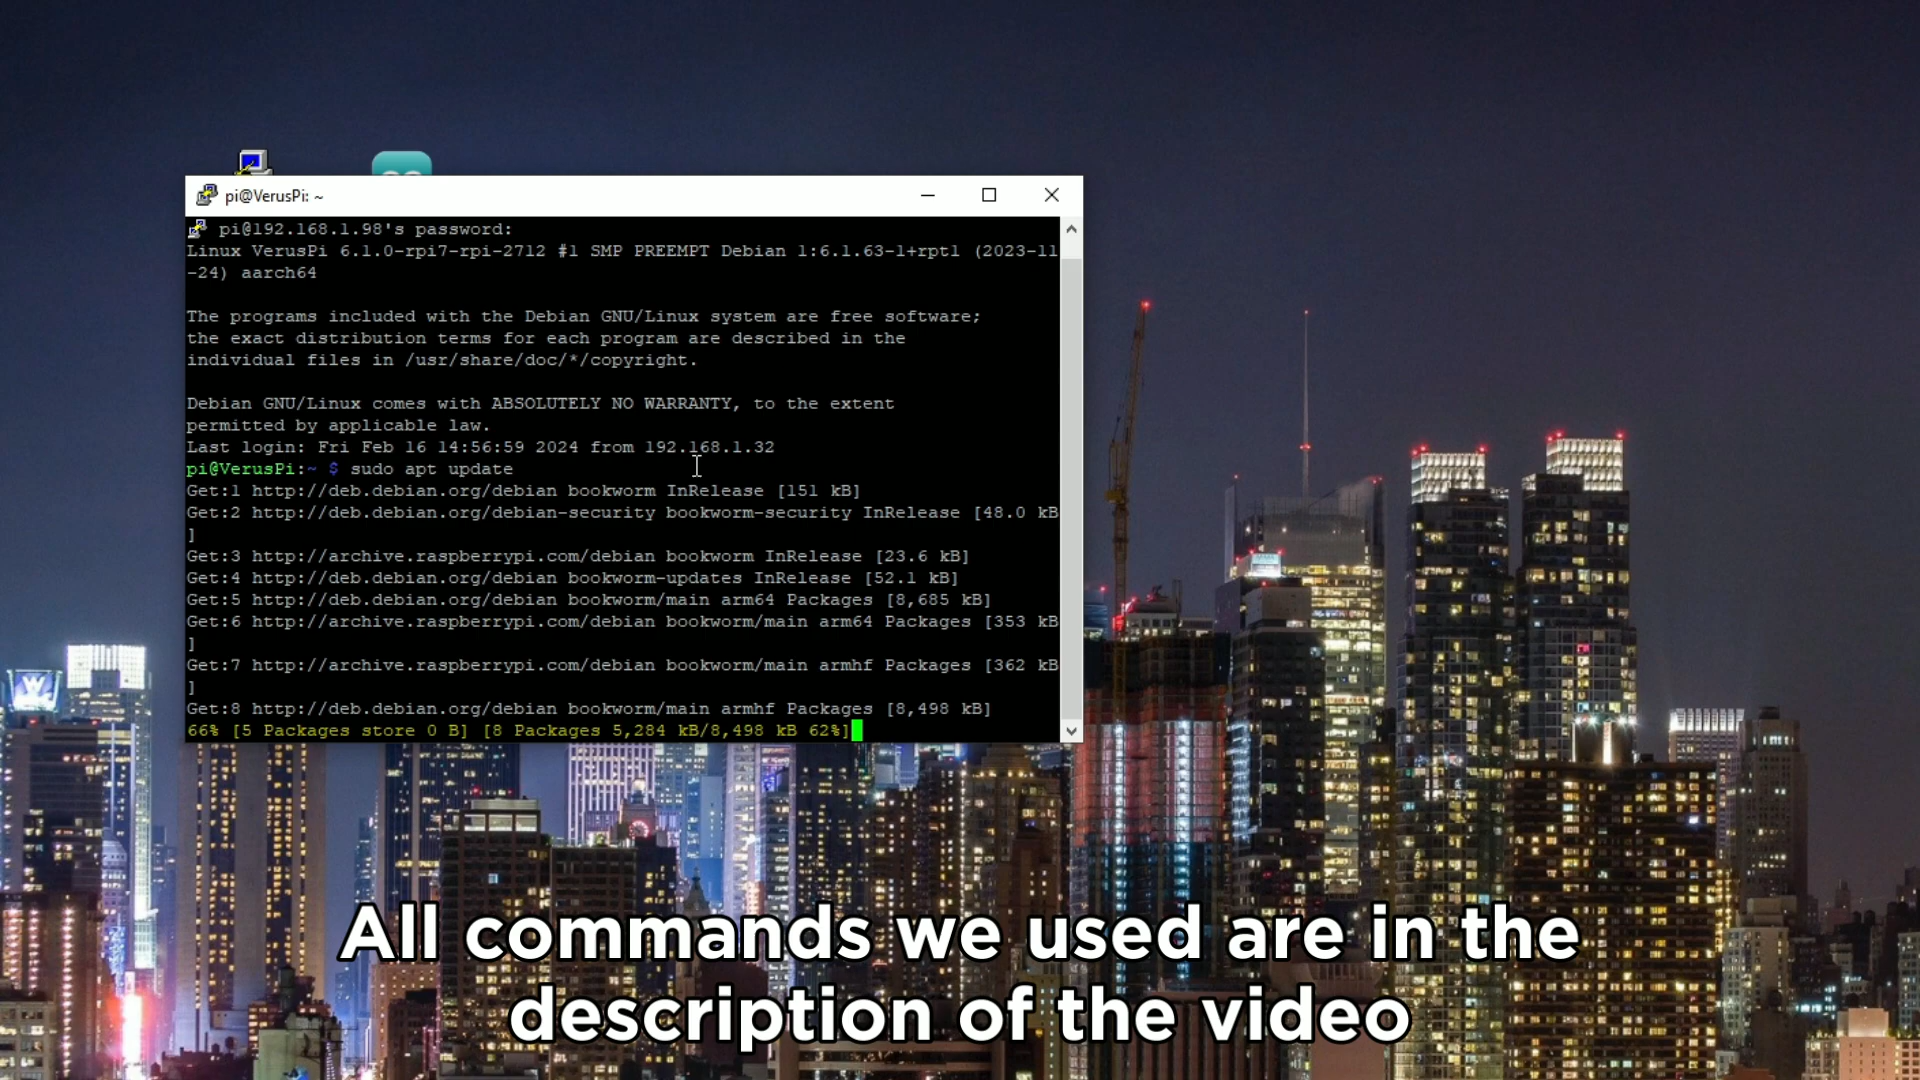 pi@VerusPi: ~
pi@192.168.1.98's password:
Linux VerusPi 6.1.0-rpi7-rpi-2712 #1 SMP PREEMPT Debian 1:6.1.63-1+rpt1 (2023-11
-24) aarch64
The programs included with the Debian GNU/Linux system are free software;
the exact distribution terms for each program are described in the
individual files in /usr/share/doc/*/copyright.
Debian GNU/Linux comes with ABSOLUTELY NO WARRANTY, to the extent
permitted by applicable law.
Last login: Fri Feb 16 14:56:59 2024 from 192.168.1.32
pi@VerusPi:~ $ sudo apt update
Get:1 http://deb.debian.org/debian bookworm InRelease [151 kB]
Get:2 http://deb.debian.org/debian-security bookworm-security InRelease [48.0 kB
]
Get:3 http://archive.raspberrypi.com/debian bookworm InRelease [23.6 kB]
Get:4 http://deb.debian.org/debian bookworm-updates InRelease [52.1 kB]
Get:5 http://deb.debian.org/debian bookworm/main arm64 Packages [8,685 kB]
Get:6 http://archive.raspberrypi.com/debian bookworm/main arm64 Packages [353 kB
]
Get:7 http://archive.raspberrypi.com/debian bookworm/main armhf Packages [362 kB
]
Get:8 http://deb.debian.org/debian bookworm/main armhf Packages [8,498 kB]
66% [5 Packages store 0 B] [8 Packages 5,284 kB/8,498 kB 62%]
W
All commands we used are in the
description of the video